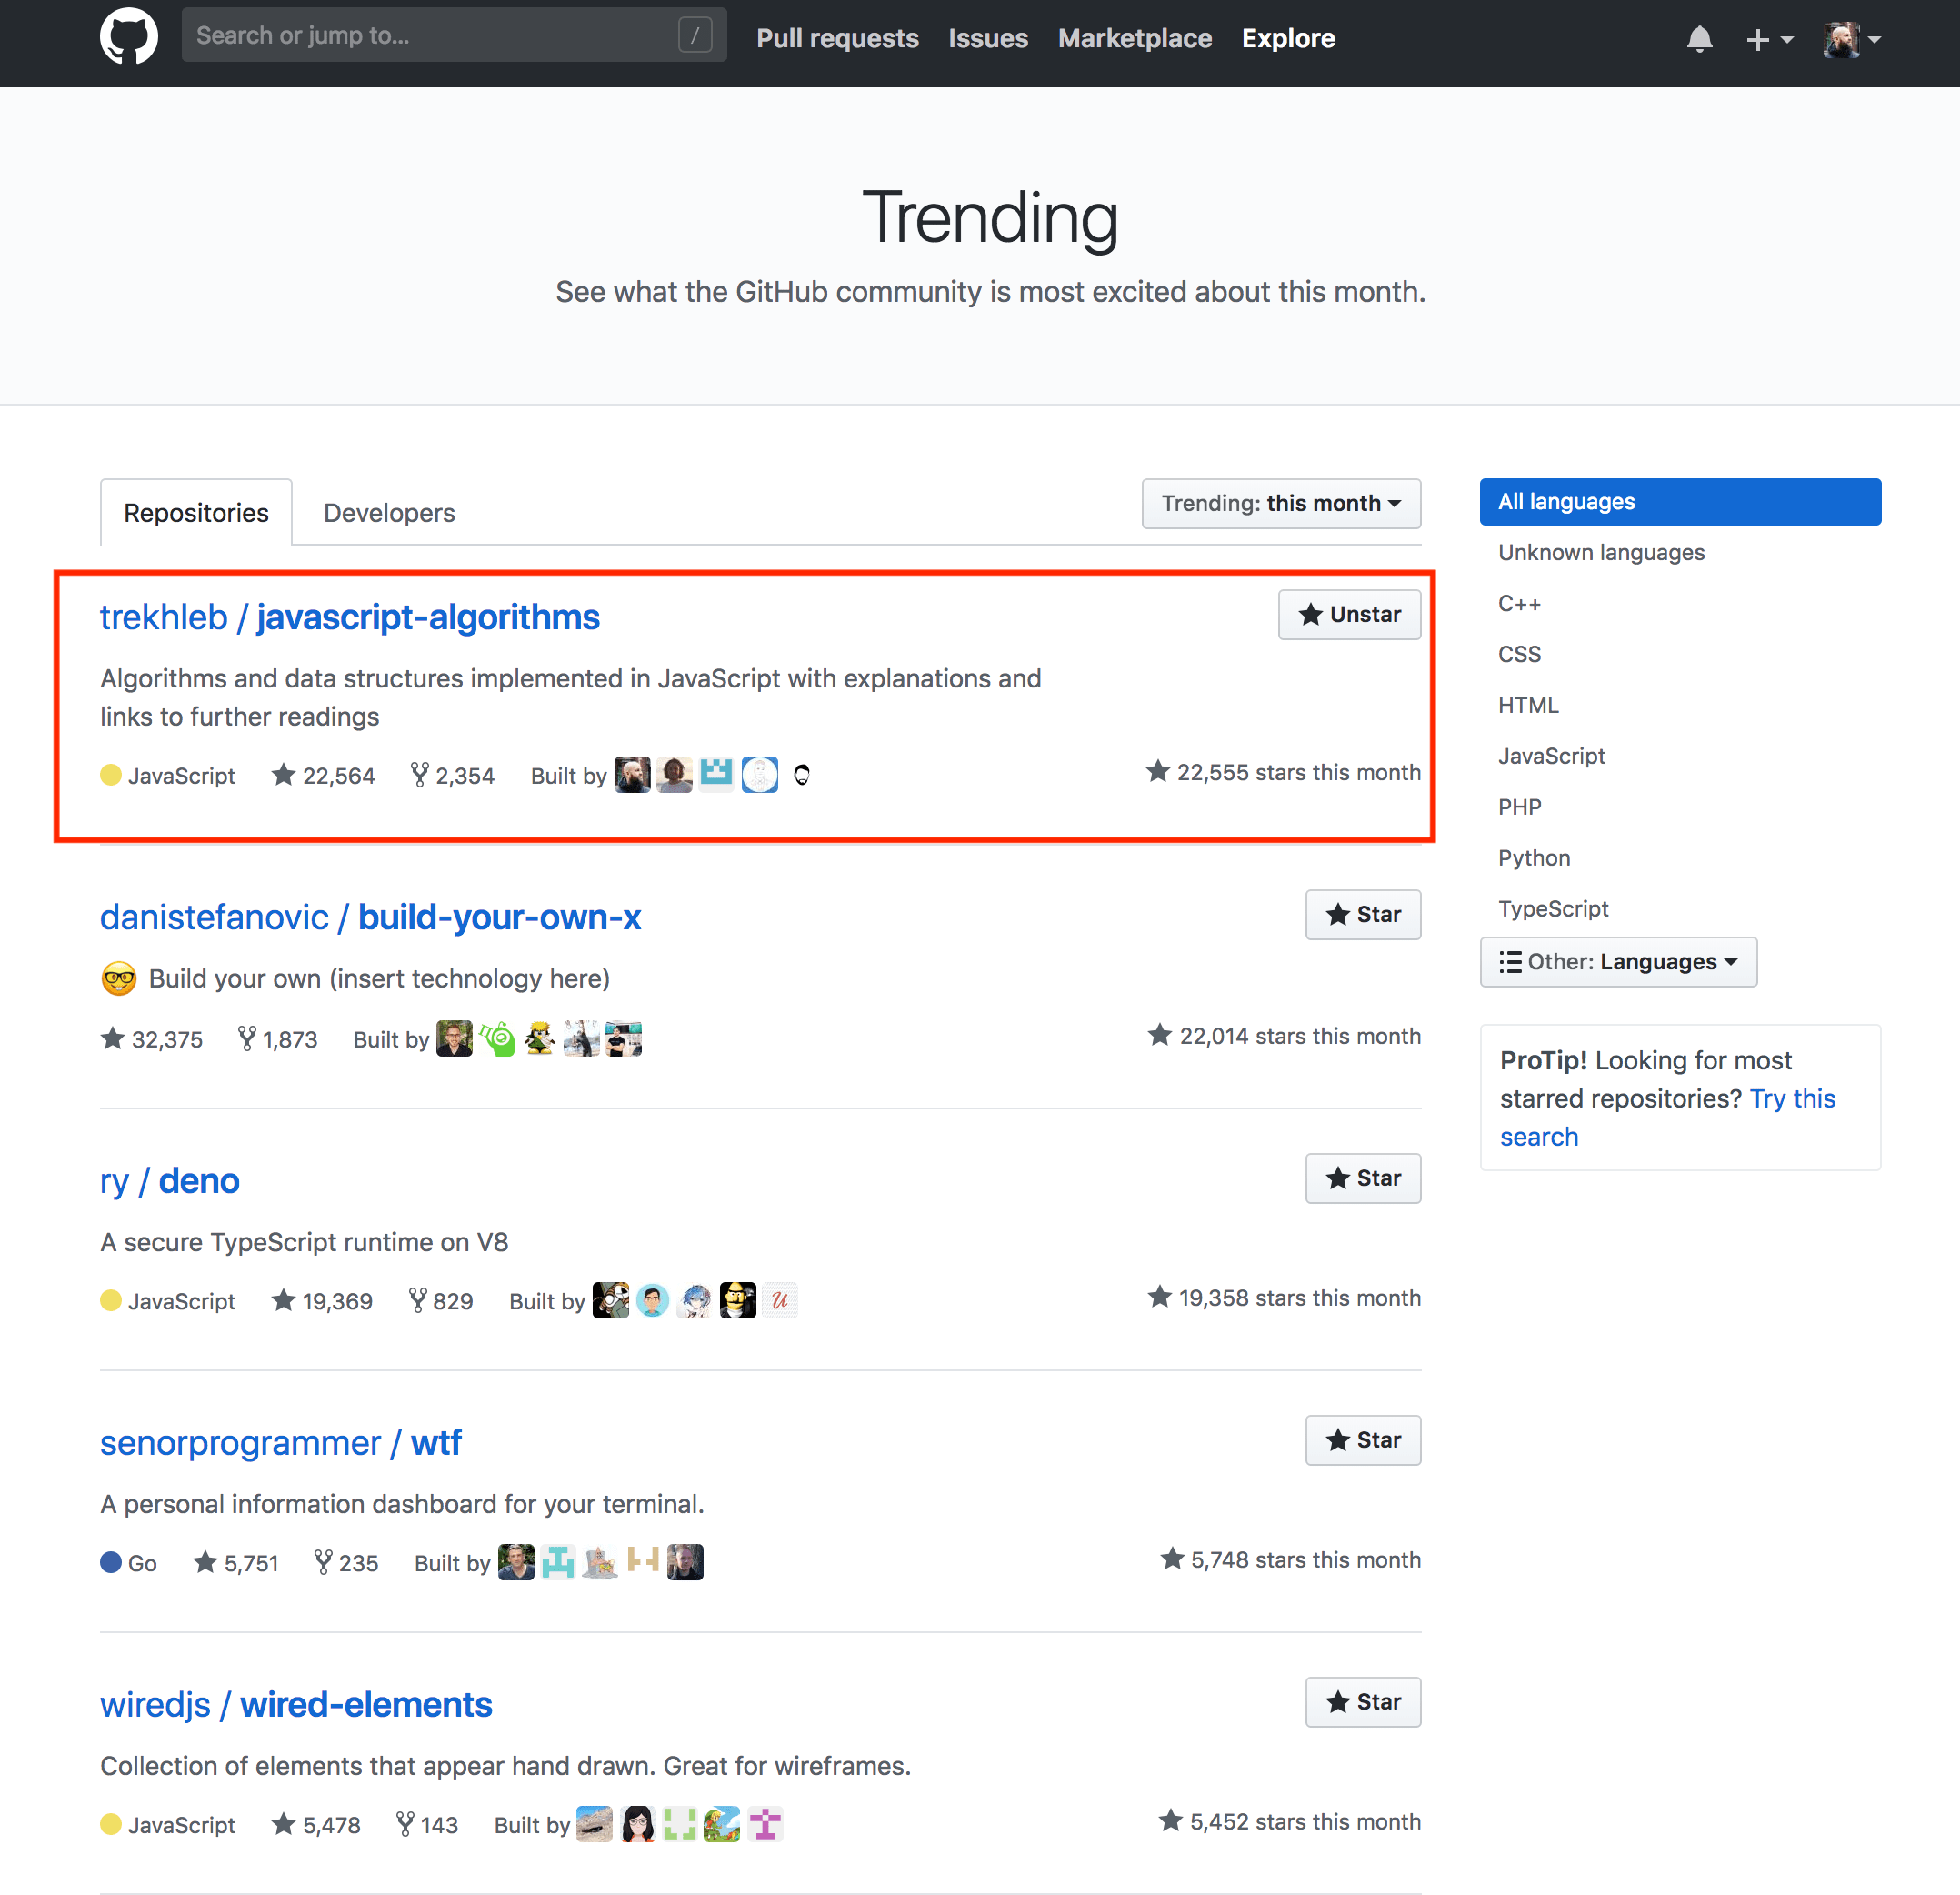 Search or jump to... /
Pull requests Issues Marketplace Explore
Trending
See what the GitHub community is most excited about this month.
Repositories Developers
Trending: this month
trekhleb / javascript-algorithms
Unstar
Algorithms and data structures implemented in JavaScript with explanations and
links to further readings
JavaScript 22,564 2,354 Built by 22,555 stars this month
danistefanovic / build-your-own-x
Star
Build your own (insert technology here)
32,375 1,873 Built by 22,014 stars this month
ry / deno
Star
A secure TypeScript runtime on V8
JavaScript 19,369 829 Built by 19,358 stars this month
senorprogrammer / wtf
Star
A personal information dashboard for your terminal.
Go 5,751 235 Built by 5,748 stars this month
wiredjs / wired-elements
Star
Collection of elements that appear hand drawn. Great for wireframes.
JavaScript 5,478 143 Built by 5,452 stars this month
All languages
Unknown languages
C++
CSS
HTML
JavaScript
PHP
Python
TypeScript
Other: Languages
ProTip! Looking for most
starred repositories? Try this
search